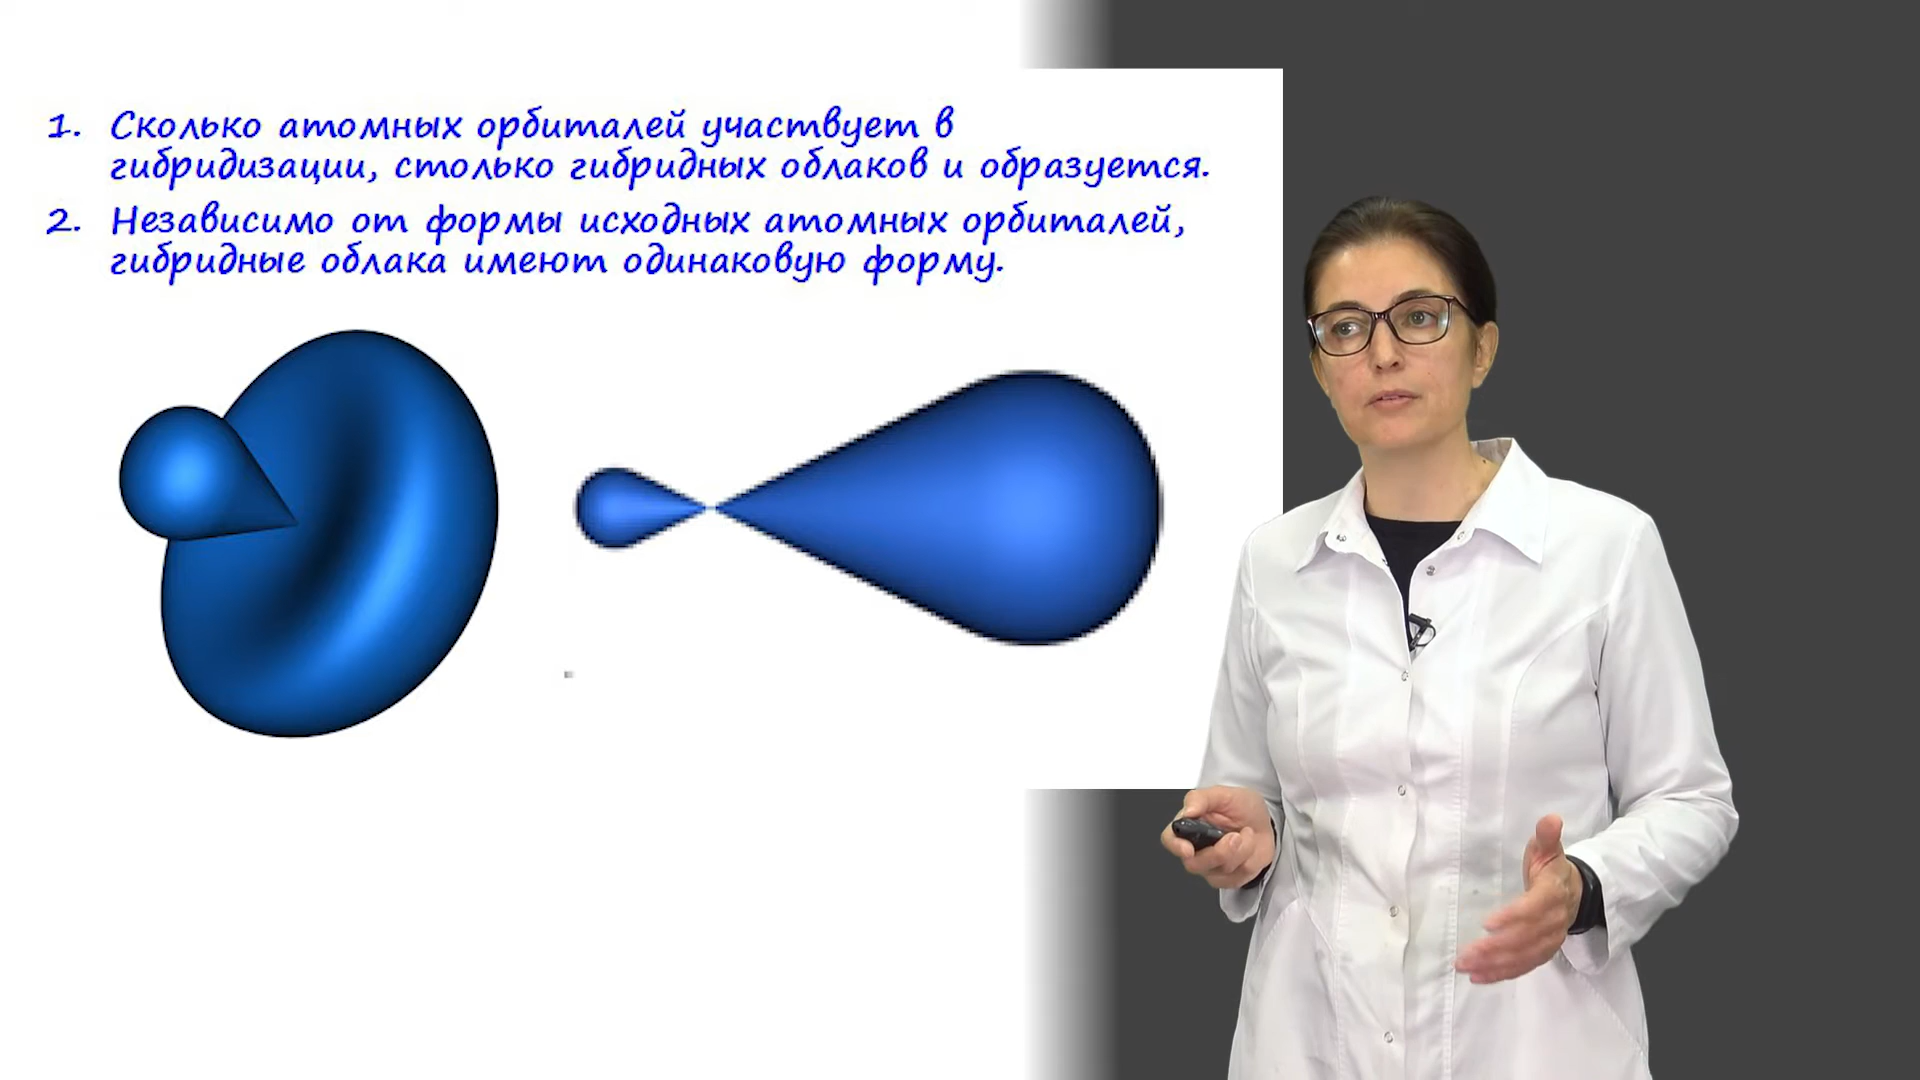 1. Сколько атомных орбиталей участвует в
гибридизации, столько гибридных облаков и образуется.
2. Независимо от формы исходных атомных орбиталей,
гибридные облака имеют одинаковую форму.